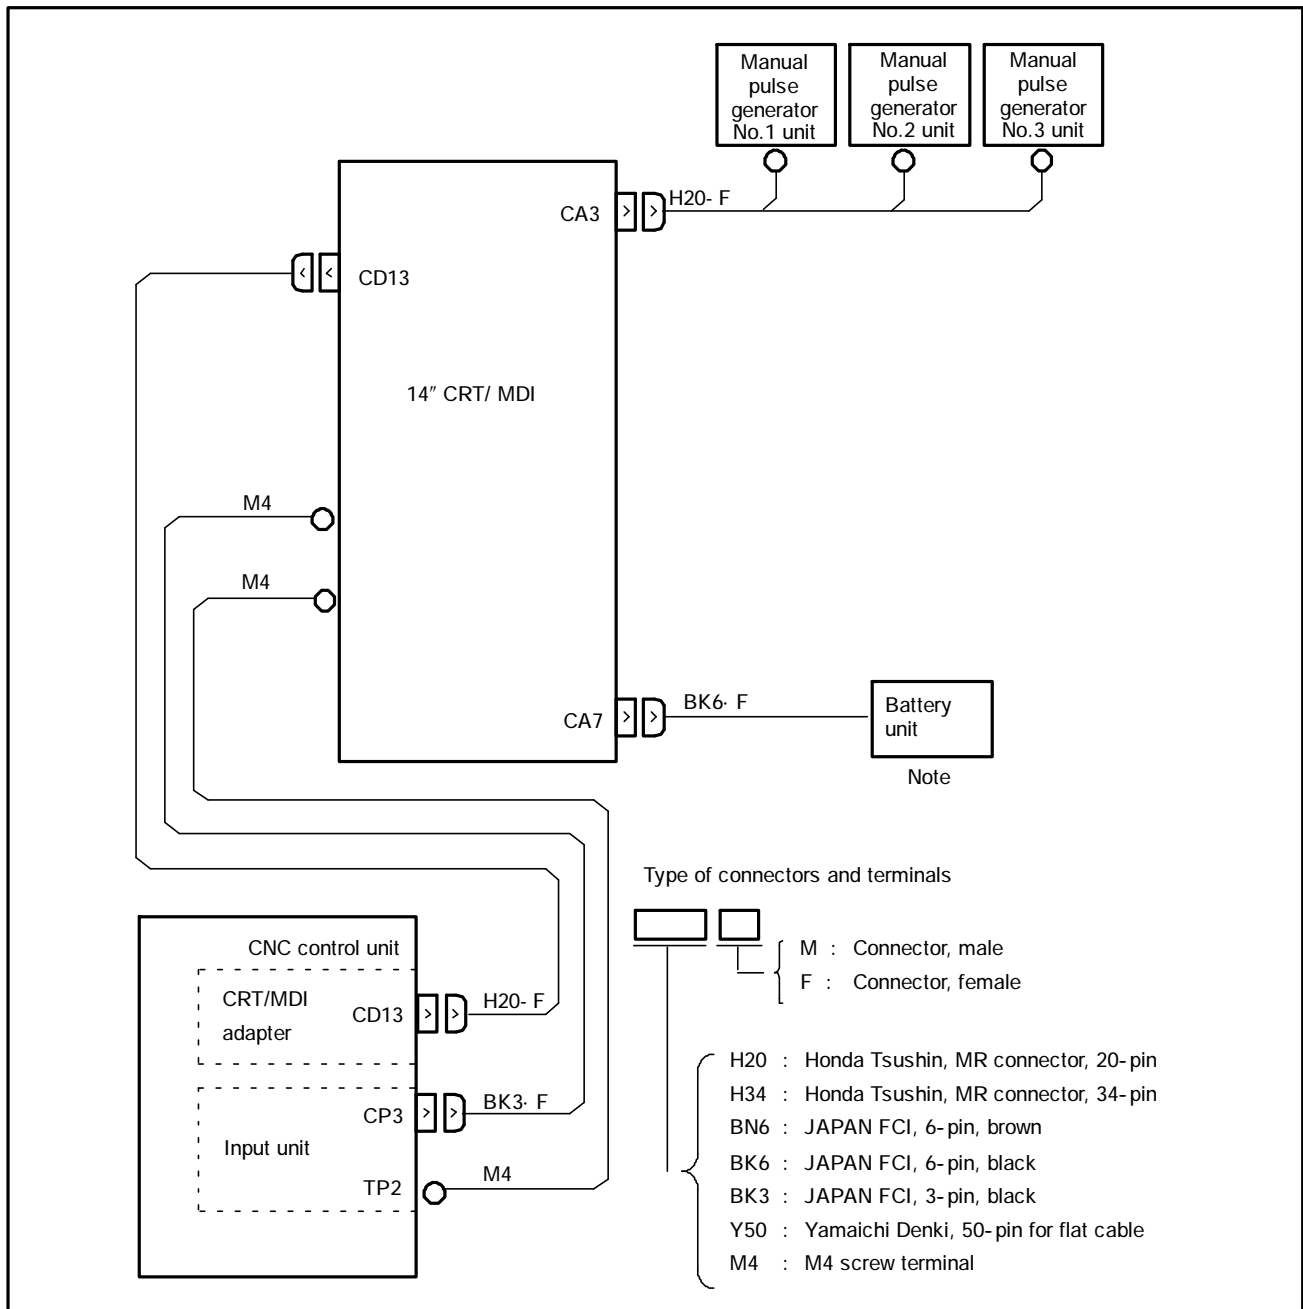 Manual
pulse
generator
No.1 unit
Manual
pulse
generator
No.2 unit
Manual
pulse
generator
No.3 unit
CA3
H20- F
CD13
14″ CRT/ MDI
M4
M4
CA7
BK6· F
Battery
unit
Note
Type of connectors and terminals
M : Connector, male
F : Connector, female
CNC control unit
CRT/MDI
adapter
CD13
H20- F
CP3
BK3· F
Input unit
TP2
M4
H20 : Honda Tsushin, MR connector, 20-pin
H34 : Honda Tsushin, MR connector, 34-pin
BN6 : JAPAN FCI, 6-pin, brown
BK6 : JAPAN FCI, 6-pin, black
BK3 : JAPAN FCI, 3-pin, black
Y50 : Yamaichi Denki, 50-pin for flat cable
M4 : M4 screw terminal